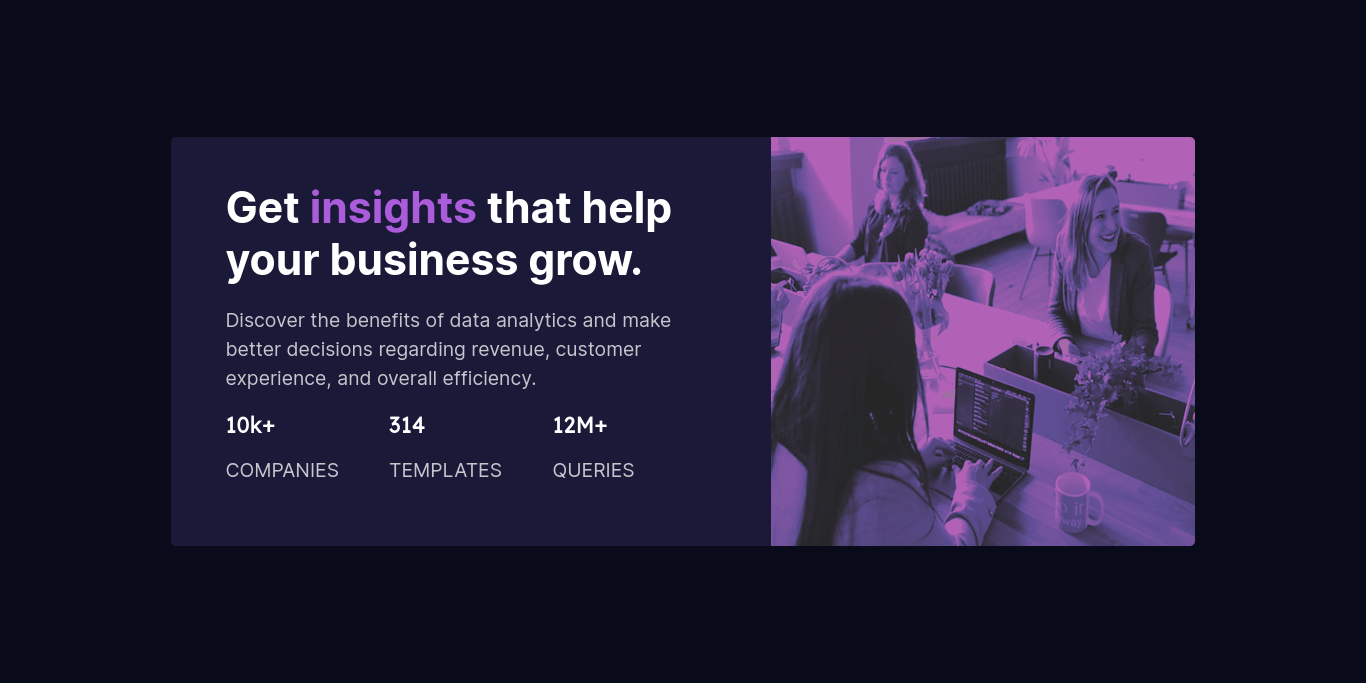 Get insights that help
your business grow.
Discover the benefits of data analytics and make
better decisions regarding revenue, customer
experience, and overall efficiency.
10k+ 314 12M+
COMPANIES TEMPLATES QUERIES